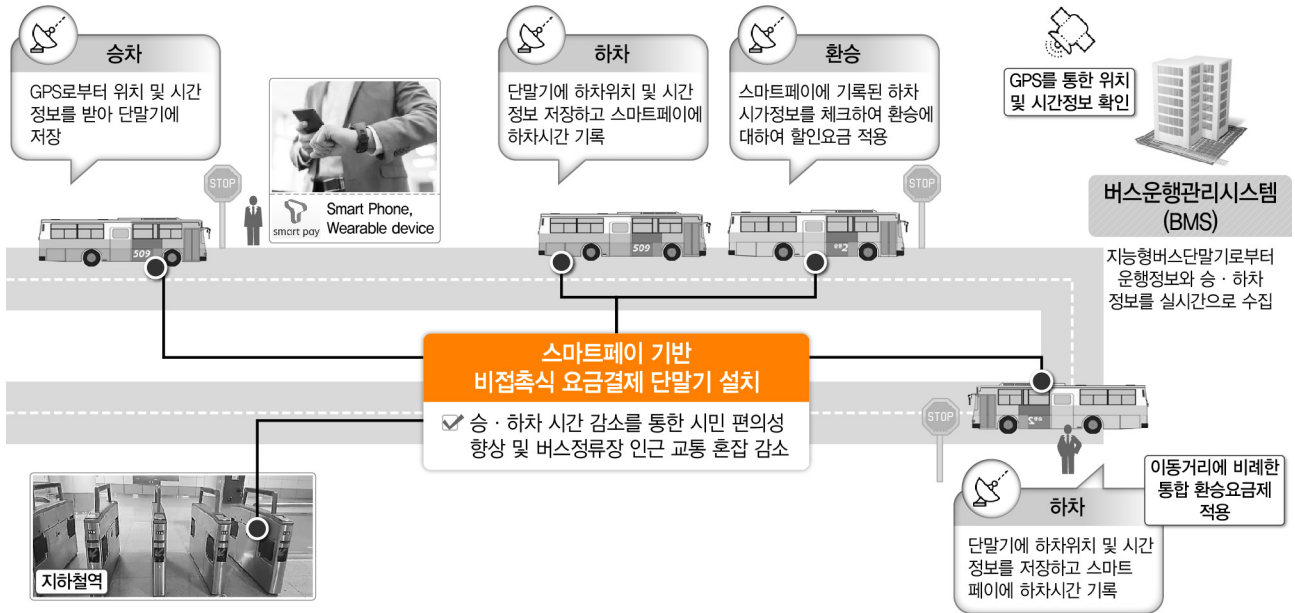 승차
GPS로부터 위치 및 시간
정보를 받아 단말기에
저장
STOP
smart pay
Smart Phone,
Wearable device
509
하차
단말기에 하차위치 및 시간
정보 저장하고 스마트페이에
하차시간 기록
509
환승
스마트페이에 기록된 하차
시가정보를 체크하여 환승에
대하여 할인요금 적용
STOP
GPS를 통한 위치
및 시간정보 확인
버스운행관리시스템
(BMS)
지능형버스단말기로부터
운행정보와 승 · 하차
정보를 실시간으로 수집
스마트페이 기반
비접촉식 요금결제 단말기 설치
승 · 하차 시간 감소를 통한 시민 편의성
향상 및 버스정류장 인근 교통 혼잡 감소
STOP
지하철역
하차
단말기에 하차위치 및 시간
정보를 저장하고 스마트
페이에 하차시간 기록
이동거리에 비례한
통합 환승요금제
적용